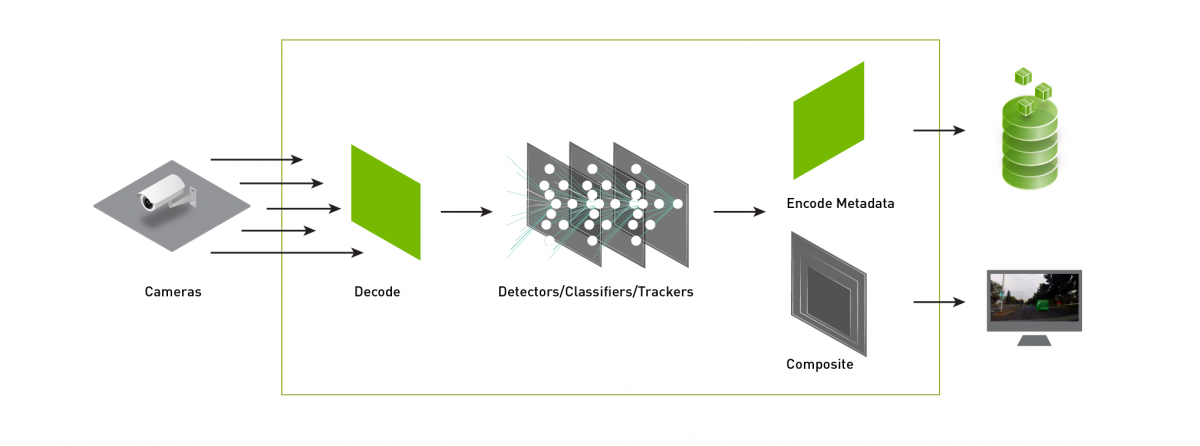 Cameras
Decode
Detectors/Classifiers/Trackers
Encode Metadata
Composite